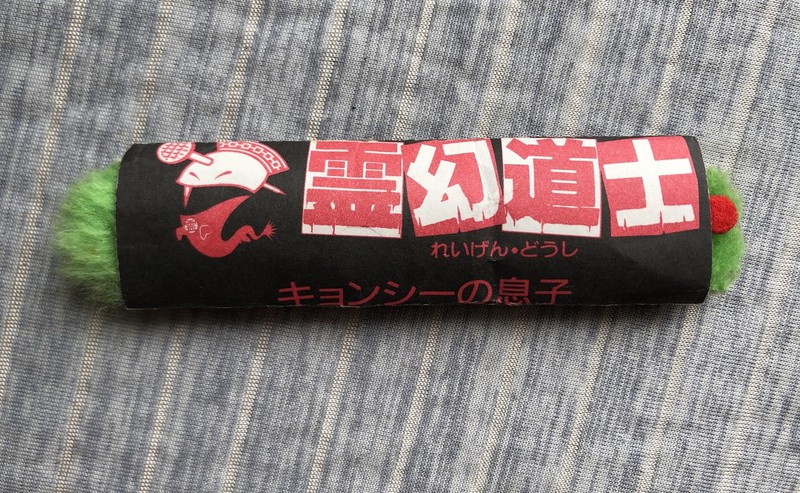 霊幻道士
れいげん・どうし
キョンシーの息子